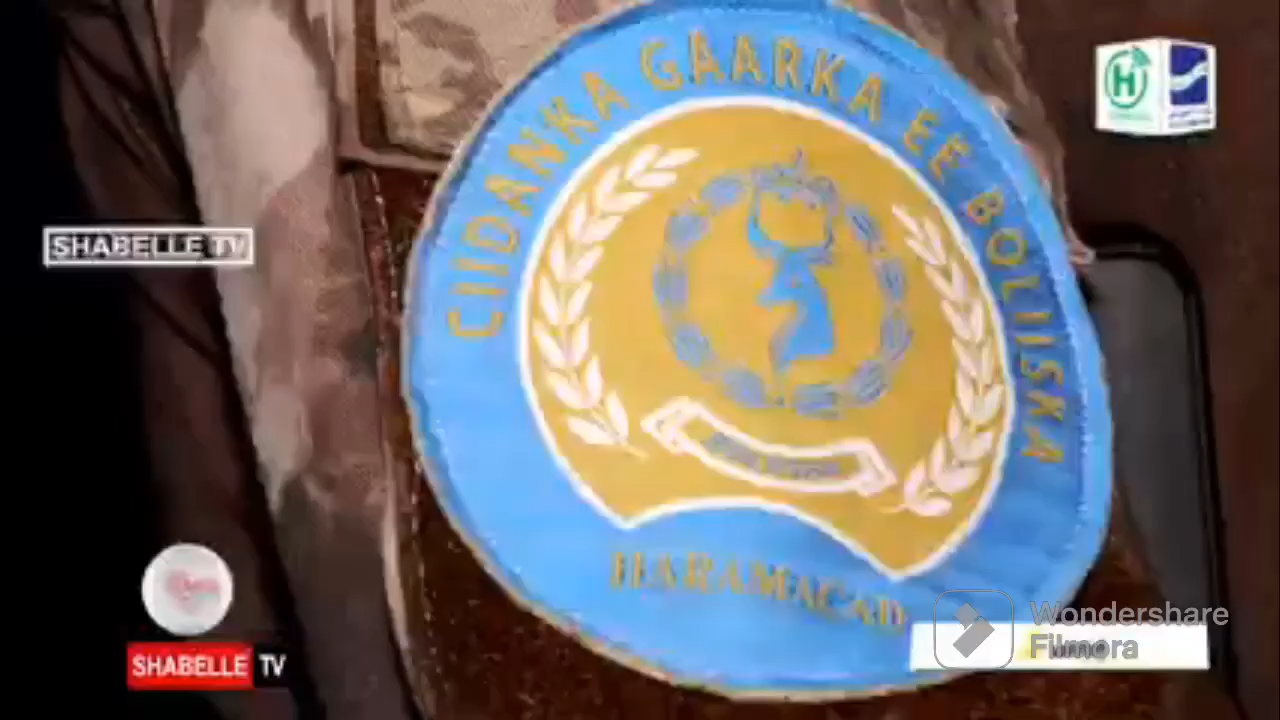 CIIDANKA GAARKA EE BOLIISKA
SHABELLE TV
HARAMACAD
Wondershare
Filmora
SHABELLE TV